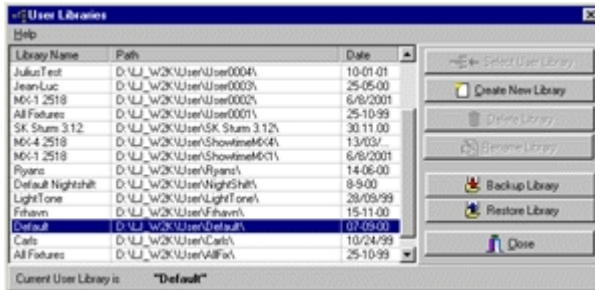 User Libraries
Help
Library Name Path Date
JuliusTest D:\LJ_W2K\User\User0004\ 10-01-01
Jean-Luc D:\LJ_W2K\User\User0003\ 25-05-00
MX-1 2518 D:\LJ_W2K\User\User0002\ 6/8/2001
All Fixtures D:\LJ_W2K\User\User0001\ 25-10-99
SK Sturm 3.12. D:\LJ_W2K\User\SK Sturm 3.12\ 30.11.00
MX-4 2518 D:\LJ_W2K\User\ShowtimeMX4\ 13/03/...
MX-1 2518 D:\LJ_W2K\User\ShowtimeMX1\ 6/8/2001
Ryans D:\LJ_W2K\User\Ryans\ 14-06-00
Default Nightshift D:\LJ_W2K\User\NightShift\ 8-9-00
LightTone D:\LJ_W2K\User\LightTone\ 28/09/99
Frhavn D:\LJ_W2K\User\Frhavn\ 15-11-00
Default D:\LJ_W2K\User\Default\ 07-09-00
Carls D:\LJ_W2K\User\Carls\ 10/24/99
All Fixtures D:\LJ_W2K\User\AllFix\ 25-10-99
Select User Library
Create New Library
Delete Library
Rename Library
Backup Library
Restore Library
Close
Current User Library is "Default"